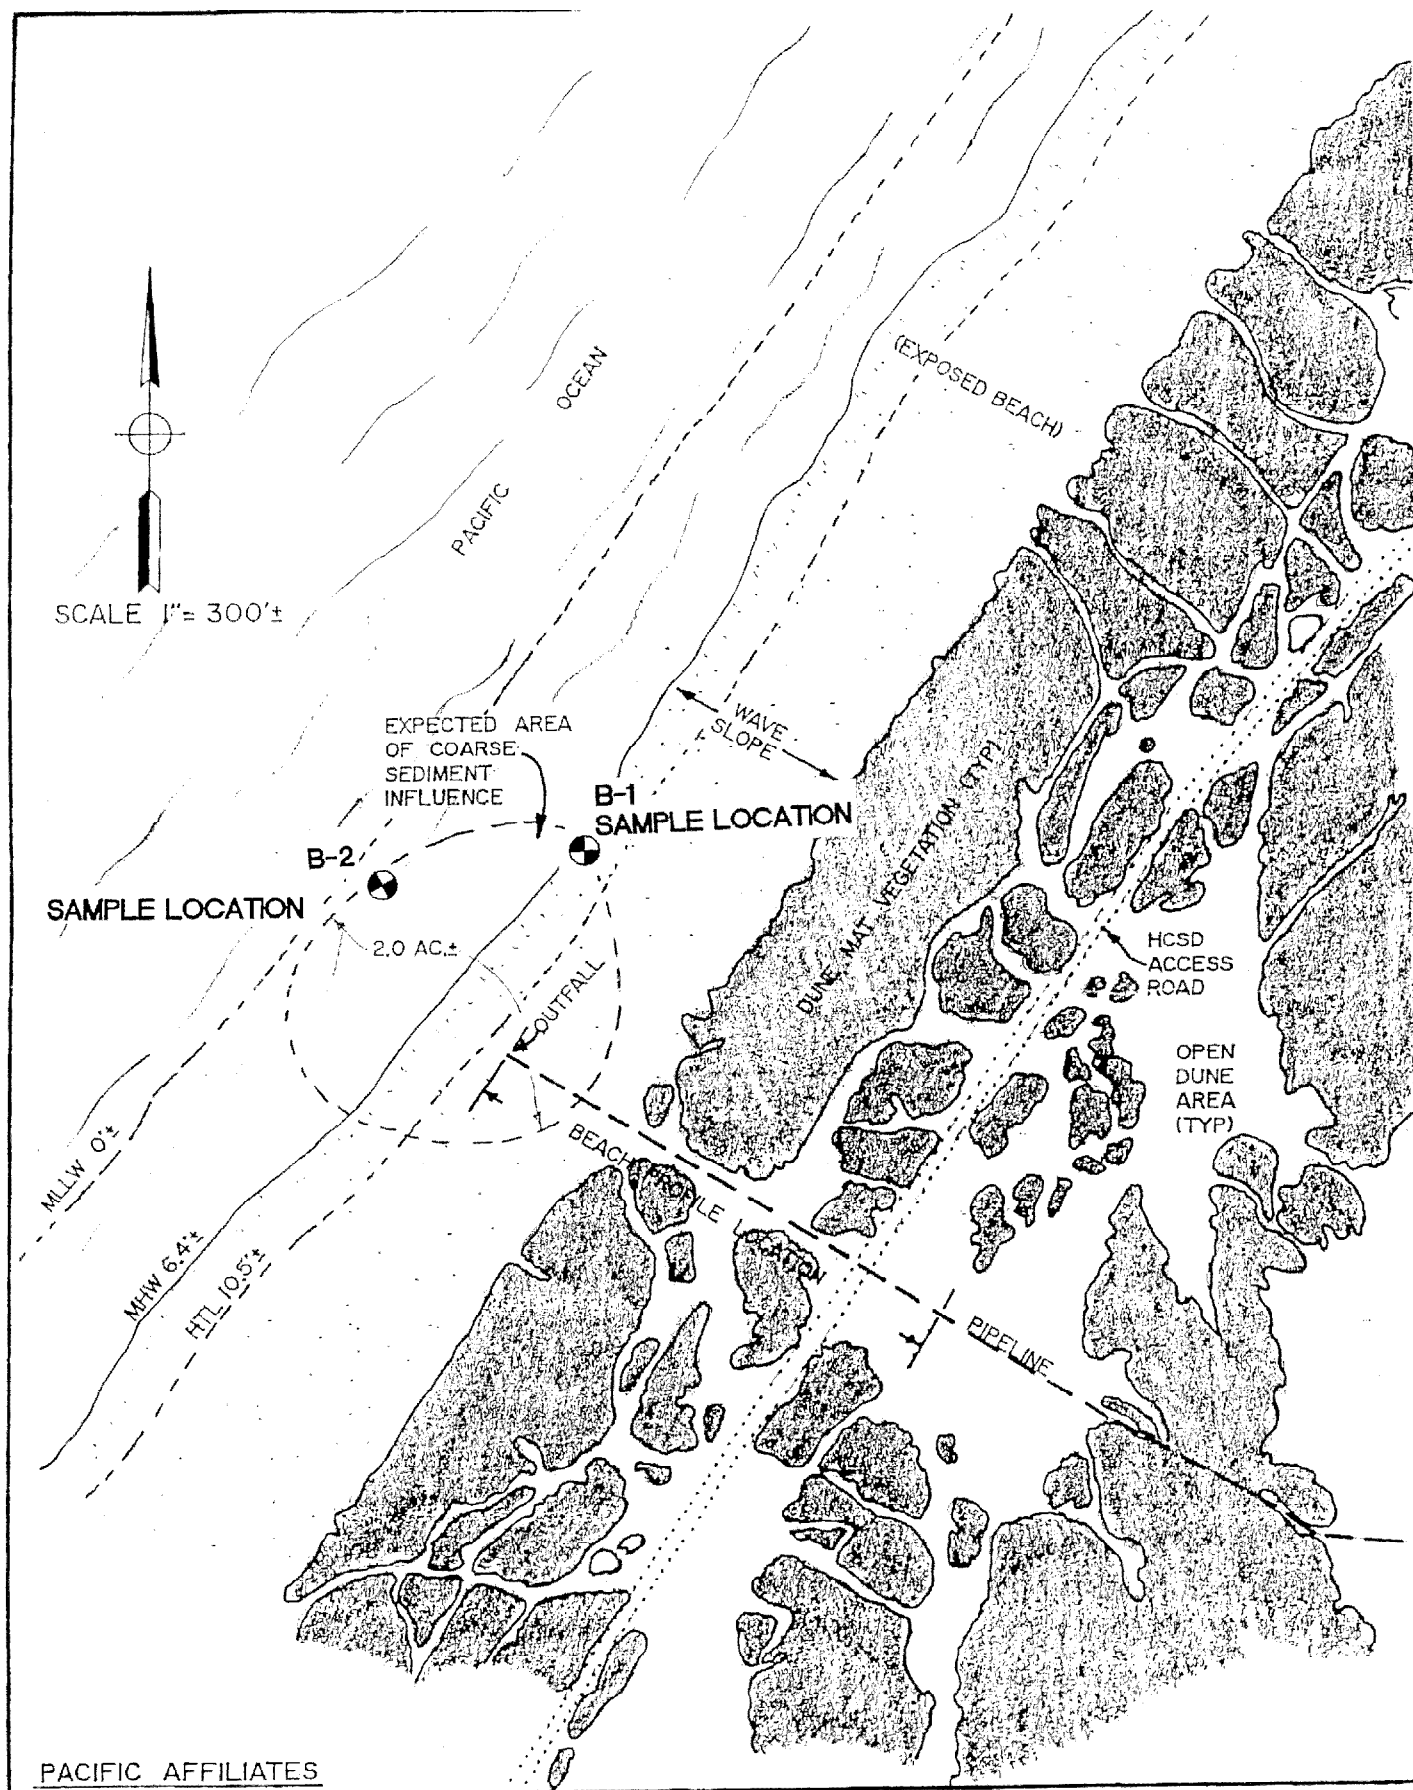 OCEAN
(EXPOSED BEACH)
PACIFIC
SCALE 1"= 300'±
WAVE
SLOPE
EXPECTED AREA
OF COARSE
SEDIMENT
INFLUENCE
B-1
SAMPLE LOCATION
B-2
SAMPLE LOCATION
DUNE MAT VEGETATION (TYP)
2.0 AC.±
OUTFALL
HCSD
ACCESS
ROAD
OPEN
DUNE
AREA
(TYP)
MLLW 0'±
MHW 6.4'±
HTL 10.5'±
BEACH PROFILE LOCATION
PIPELINE
PACIFIC AFFILIATES